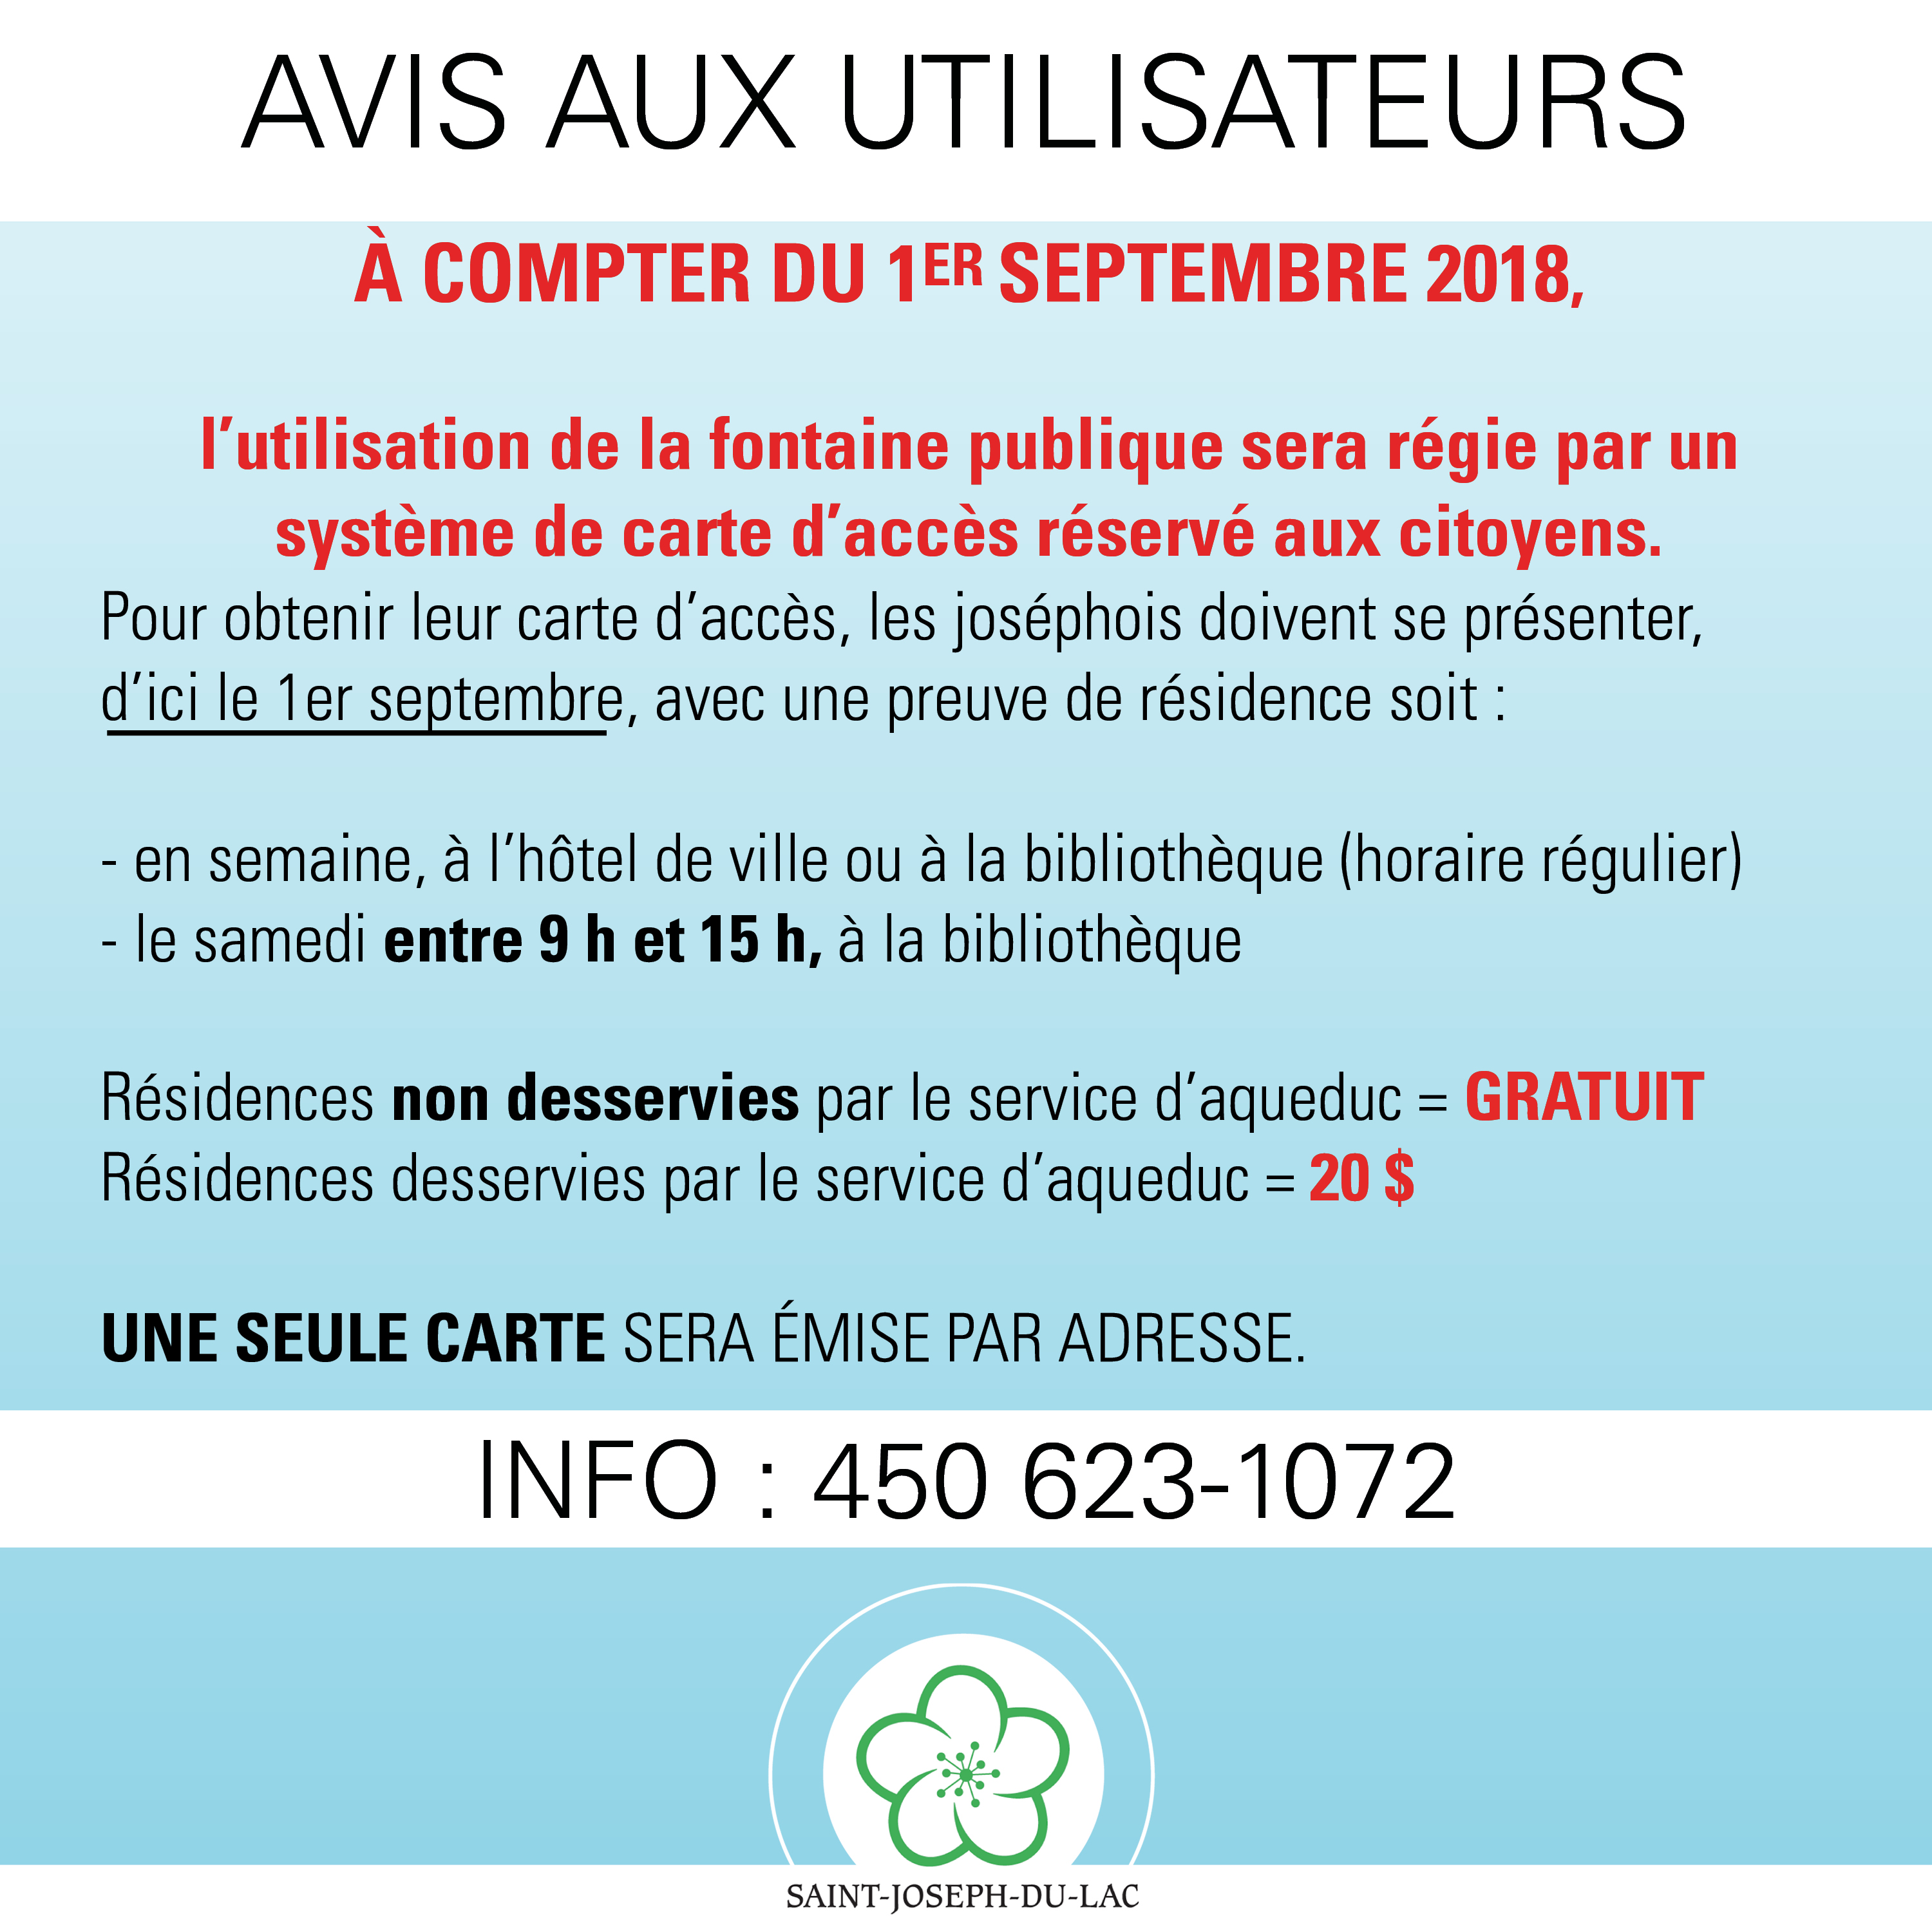 AVIS AUX UTILISATEURS
À COMPTER DU 1ER SEPTEMBRE 2018,
l’utilisation de la fontaine publique sera régie par un
système de carte d’accès réservé aux citoyens.
Pour obtenir leur carte d’accès, les joséphois doivent se présenter,
d’ici le 1er septembre, avec une preuve de résidence soit :
- en semaine, à l’hôtel de ville ou à la bibliothèque (horaire régulier)
- le samedi entre 9 h et 15 h, à la bibliothèque
Résidences non desservies par le service d’aqueduc = GRATUIT
Résidences desservies par le service d’aqueduc = 20 $
UNE SEULE CARTE SERA ÉMISE PAR ADRESSE.
INFO : 450 623-1072
SAINT-JOSEPH-DU-LAC